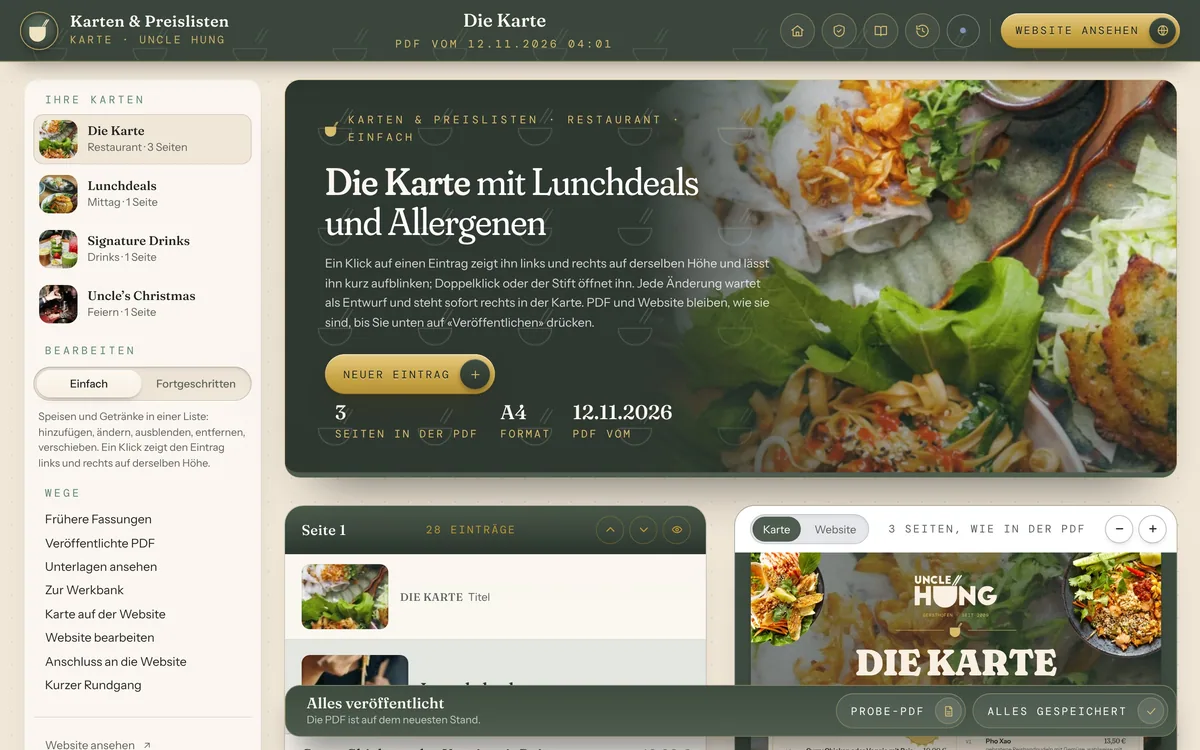 Karten & Preislisten
KARTE · UNCLE HUNG
Die Karte
PDF VOM 12.11.2026 04:01
WEBSITE ANSEHEN
IHRE KARTEN
Die Karte
Restaurant · 3 Seiten
Lunchdeals
Mittag · 1 Seite
Signature Drinks
Drinks · 1 Seite
Uncle’s Christmas
Feiern · 1 Seite
BEARBEITEN
Einfach
Fortgeschritten
Speisen und Getränke in einer Liste:
hinzufügen, ändern, ausblenden, entfernen,
verschieben. Ein Klick zeigt den Eintrag
links und rechts auf derselben Höhe.
WEGE
Frühere Fassungen
Veröffentlichte PDF
Unterlagen ansehen
Zur Werkbank
Karte auf der Website
Website bearbeiten
Anschluss an die Website
Kurzer Rundgang
Website ansehen ↗
KARTEN & PREISLISTEN · RESTAURANT ·
EINFACH
Die Karte mit Lunchdeals
und Allergenen
Ein Klick auf einen Eintrag zeigt ihn links und rechts auf derselben Höhe und lässt
ihn kurz aufblinken; Doppelklick oder der Stift öffnet ihn. Jede Änderung wartet
als Entwurf und steht sofort rechts in der Karte. PDF und Website bleiben, wie sie
sind, bis Sie unten auf «Veröffentlichen» drücken.
NEUER EINTRAG +
3
SEITEN IN DER PDF
A4
FORMAT
12.11.2026
PDF VOM
Seite 1
28 EINTRÄGE
DIE KARTE Titel
Karte
Website
3 SEITEN, WIE IN DER PDF
− +
UNCLE HUNG
DIE KARTE
Alles veröffentlicht
Die PDF ist auf dem neuesten Stand.
PROBE-PDF
ALLES GESPEICHERT
Pho Xao
13,50 €